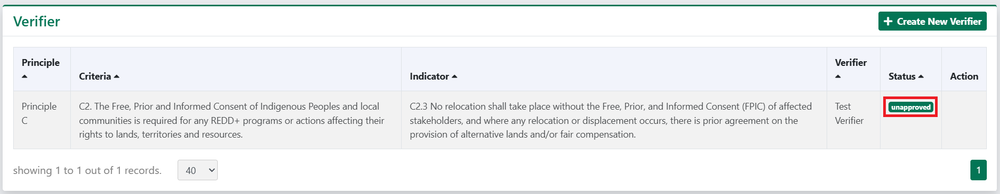 Verifier
Create New Verifier
Principle
Criteria
Indicator
Verifier
Status
Action
Principle
C
C2. The Free, Prior and Informed Consent of Indigenous Peoples and local
communities is required for any REDD+ programs or actions affecting their
rights to lands, territories and resources.
C2.3 No relocation shall take place without the Free, Prior, and Informed Consent (FPIC) of affected
stakeholders, and where any relocation or displacement occurs, there is prior agreement on the
provision of alternative lands and/or fair compensation.
Test
Verifier
unapproved
showing 1 to 1 out of 1 records.
40
1